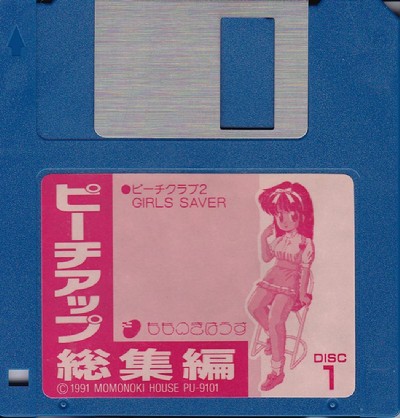 ピーチアップ
総集編
●ピーチクラブ2
GIRLS SAVER
もものきはうす
DISC
1
©1991 MOMONOKI HOUSE PU-9101